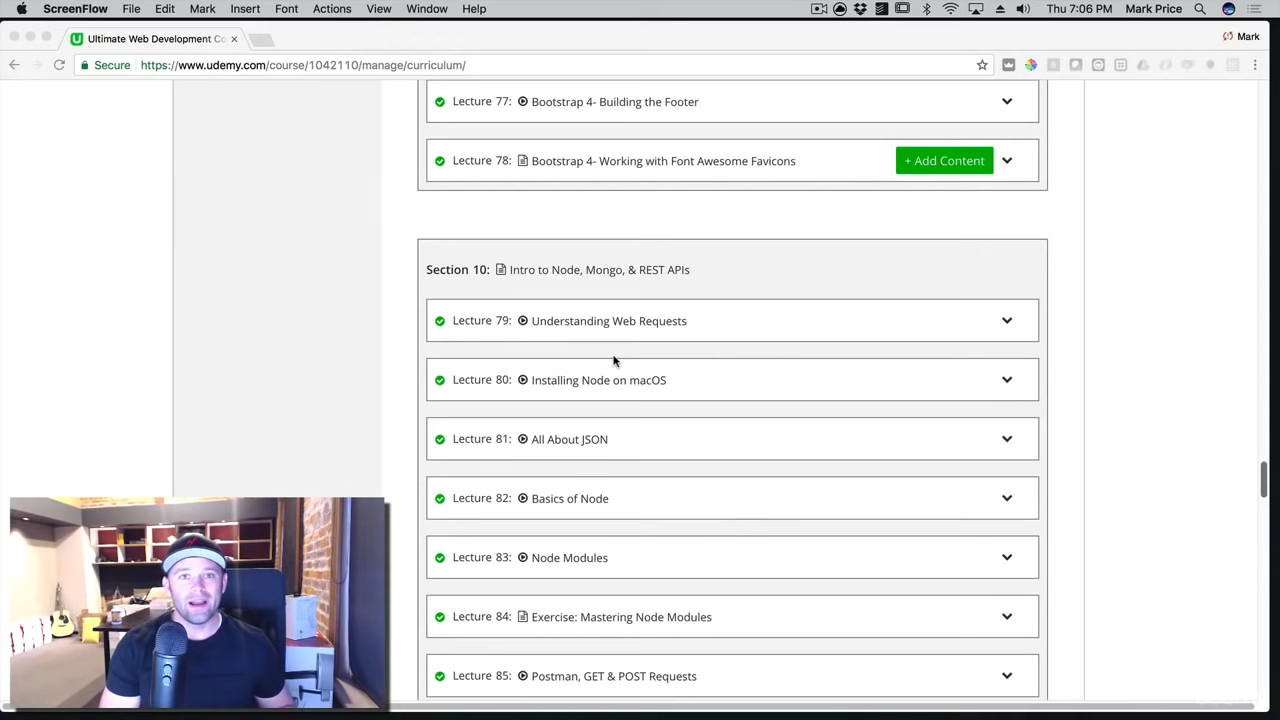 ScreenFlow File Edit Mark Insert Font Actions View Window Help Thu 7:06 PM Mark Price
Ultimate Web Development Co Mark
Secure https://www.udemy.com/course/1042110/manage/curriculum/
Lecture 77: Bootstrap 4- Building the Footer
Lecture 78: Bootstrap 4- Working with Font Awesome Favicons + Add Content
Section 10: Intro to Node, Mongo, & REST APIs
Lecture 79: Understanding Web Requests
Lecture 80: Installing Node on macOS
Lecture 81: All About JSON
Lecture 82: Basics of Node
Lecture 83: Node Modules
Lecture 84: Exercise: Mastering Node Modules
Lecture 85: Postman, GET & POST Requests